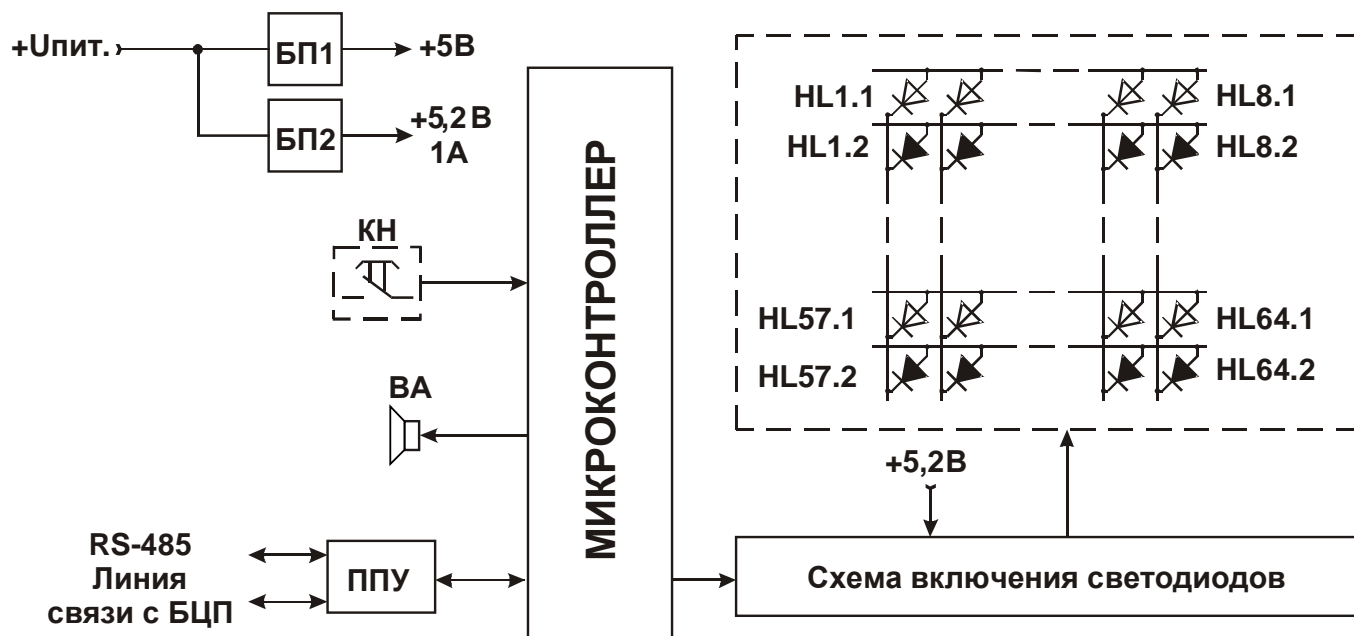 +Uпит.
БП1
+5В
БП2
+5,2В
1А
КН
ВА
RS-485
Линия
связи с БЦП
ППУ
МИКРОКОНТРОЛЛЕР
HL1.1
HL8.1
HL1.2
HL8.2
HL57.1
HL64.1
HL57.2
HL64.2
+5,2В
Схема включения светодиодов